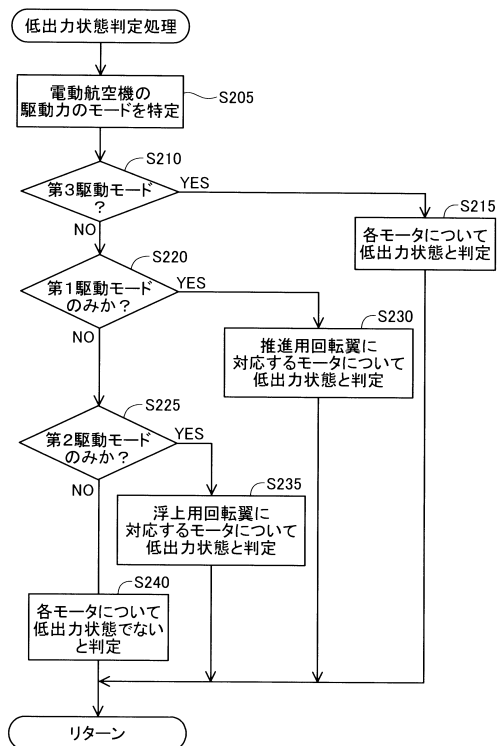 低出力状態判定処理
電動航空機の
駆動力のモードを特定
S205
S210
第3駆動モード
?
YES
NO
S215
各モータについて
低出力状態と判定
S220
第1駆動モード
のみか?
YES
NO
S230
推進用回転翼に
対応するモータについて
低出力状態と判定
S225
第2駆動モード
のみか?
YES
NO
S235
浮上用回転翼に
対応するモータについて
低出力状態と判定
S240
各モータについて
低出力状態でない
と判定
リターン